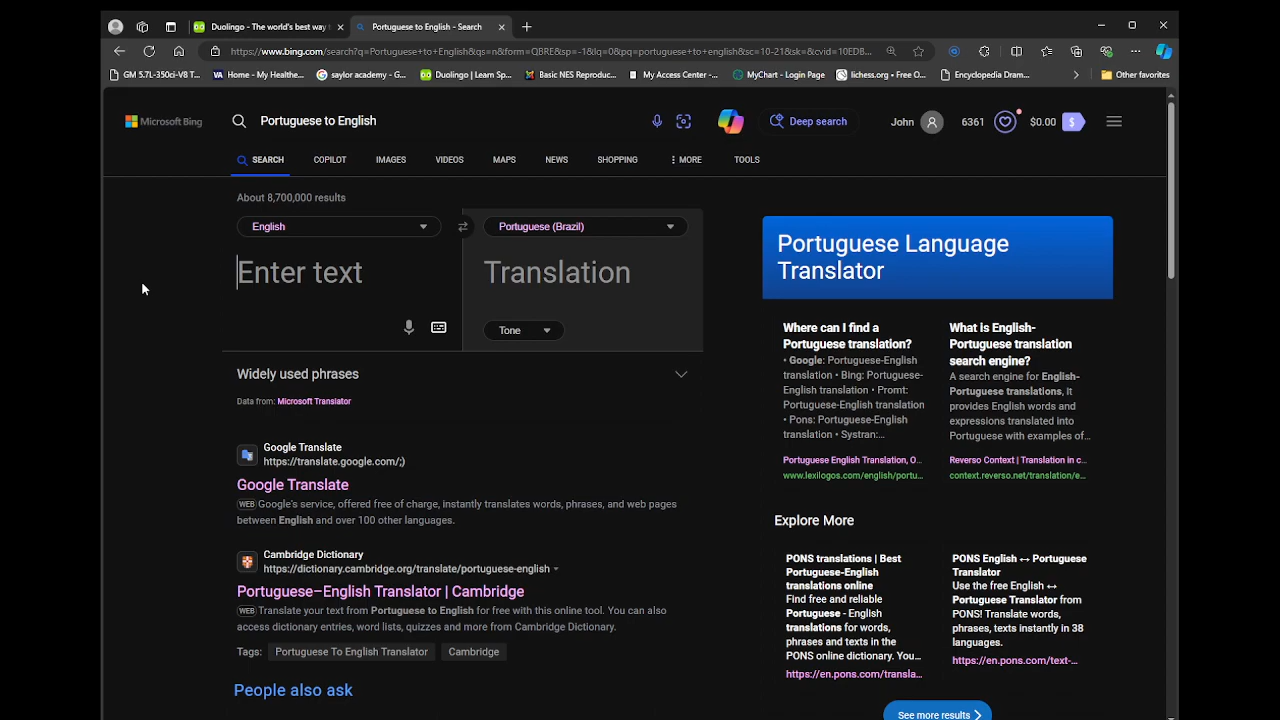 Duolingo - The world's best way
Portuguese to English - Search
https://www.bing.com/search?q=Portuguese+to+English&qs=n&form=QBRE&sp=-1&lq=0&pq=portuguese+to+english&sc=10-21&sk=&cvid=10EDB...
GM 5.7L-350ci-V8 T...
Home - My Healthe...
saylor academy - G...
Duolingo | Learn Sp...
Basic NES Reproduc...
My Access Center -...
MyChart - Login Page
lichess.org • Free O...
Encyclopedia Dram...
Other favorites
Microsoft Bing
Portuguese to English
Deep search
John
6361
$0.00
$
SEARCH
COPILOT
IMAGES
VIDEOS
MAPS
NEWS
SHOPPING
MORE
TOOLS
About 8,700,000 results
English
Portuguese (Brazil)
Enter text
Translation
Tone
Widely used phrases
Data from: Microsoft Translator
Google Translate
https://translate.google.com/;)
Google Translate
WEB Google's service, offered free of charge, instantly translates words, phrases, and web pages
between English and over 100 other languages.
Cambridge Dictionary
https://dictionary.cambridge.org/translate/portuguese-english
Portuguese–English Translator | Cambridge
WEB Translate your text from Portuguese to English for free with this online tool. You can also
access dictionary entries, word lists, quizzes and more from Cambridge Dictionary.
Tags: Portuguese To English Translator Cambridge
People also ask
Portuguese Language
Translator
Where can I find a
Portuguese translation?
• Google: Portuguese-English
translation • Bing: Portuguese-
English translation • Promt:
Portuguese-English translation
• Pons: Portuguese-English
translation • Systran:...
Portuguese English Translation, O...
www.lexilogos.com/english/portu...
What is English-
Portuguese translation
search engine?
A search engine for English-
Portuguese translations, it
provides English words and
expressions translated into
Portuguese with examples of...
Reverso Context | Translation in c...
context.reverso.net/translation/e...
Explore More
PONS translations | Best
Portuguese-English
translations online
Find free and reliable
Portuguese - English
translations for words,
phrases and texts in the
PONS online dictionary. You...
https://en.pons.com/transla...
PONS English ↔ Portuguese
Translator
Use the free English ↔
Portuguese Translator from
PONS! Translate words,
phrases, texts instantly in 38
languages.
https://en.pons.com/text-...
See more results